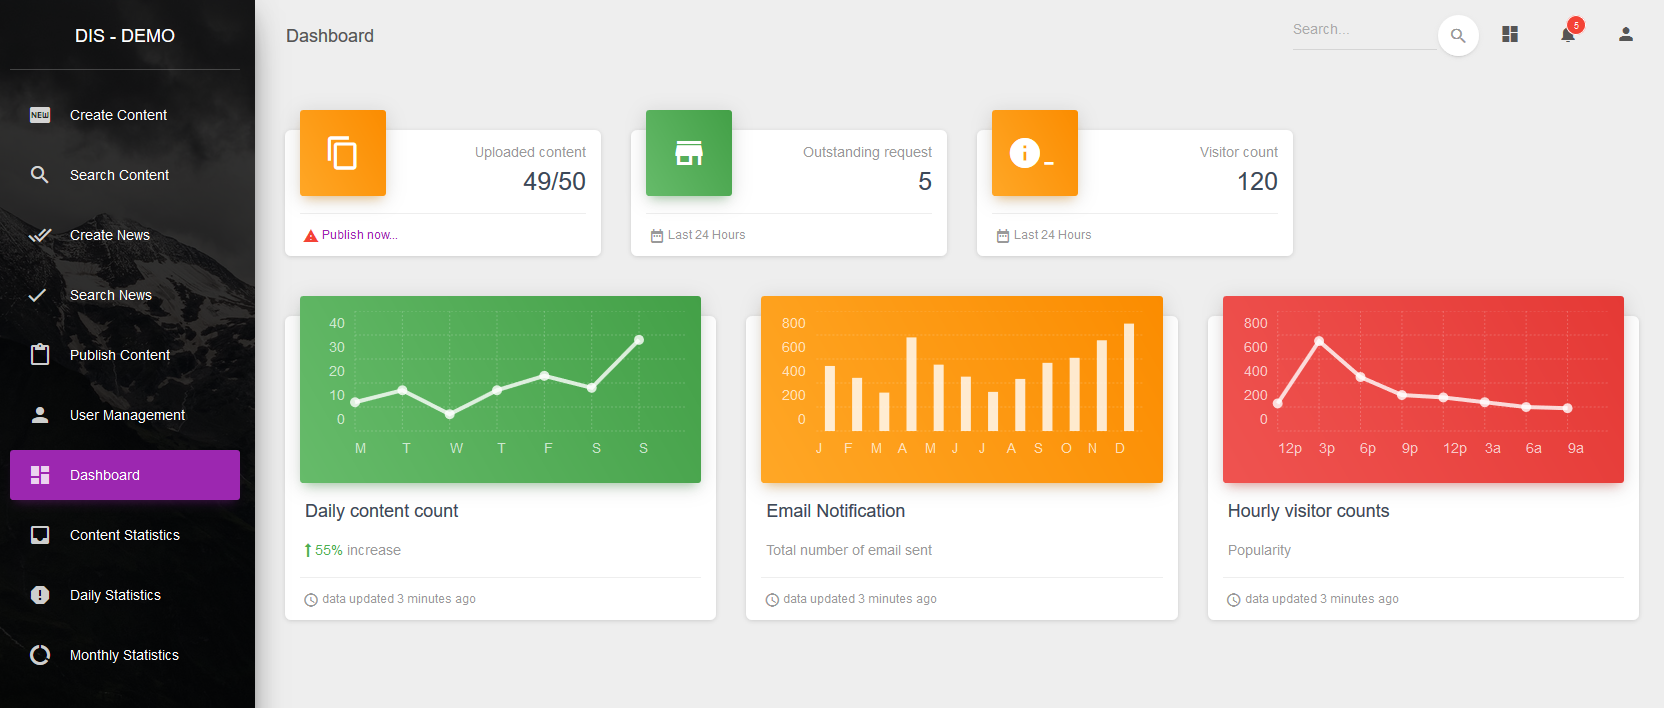 DIS - DEMO
NEW
Create Content
Search Content
Create News
Search News
Publish Content
User Management
Dashboard
Content Statistics
Daily Statistics
Monthly Statistics
Dashboard
Search...
5
Uploaded content
49/50
Publish now...
Outstanding request
5
Last 24 Hours
Visitor count
120
Last 24 Hours
40
30
20
10
0
M T W T F S S
Daily content count
55% increase
data updated 3 minutes ago
800
600
400
200
0
J F M A M J J A S O N D
Email Notification
Total number of email sent
data updated 3 minutes ago
800
600
400
200
0
12p 3p 6p 9p 12p 3a 6a 9a
Hourly visitor counts
Popularity
data updated 3 minutes ago